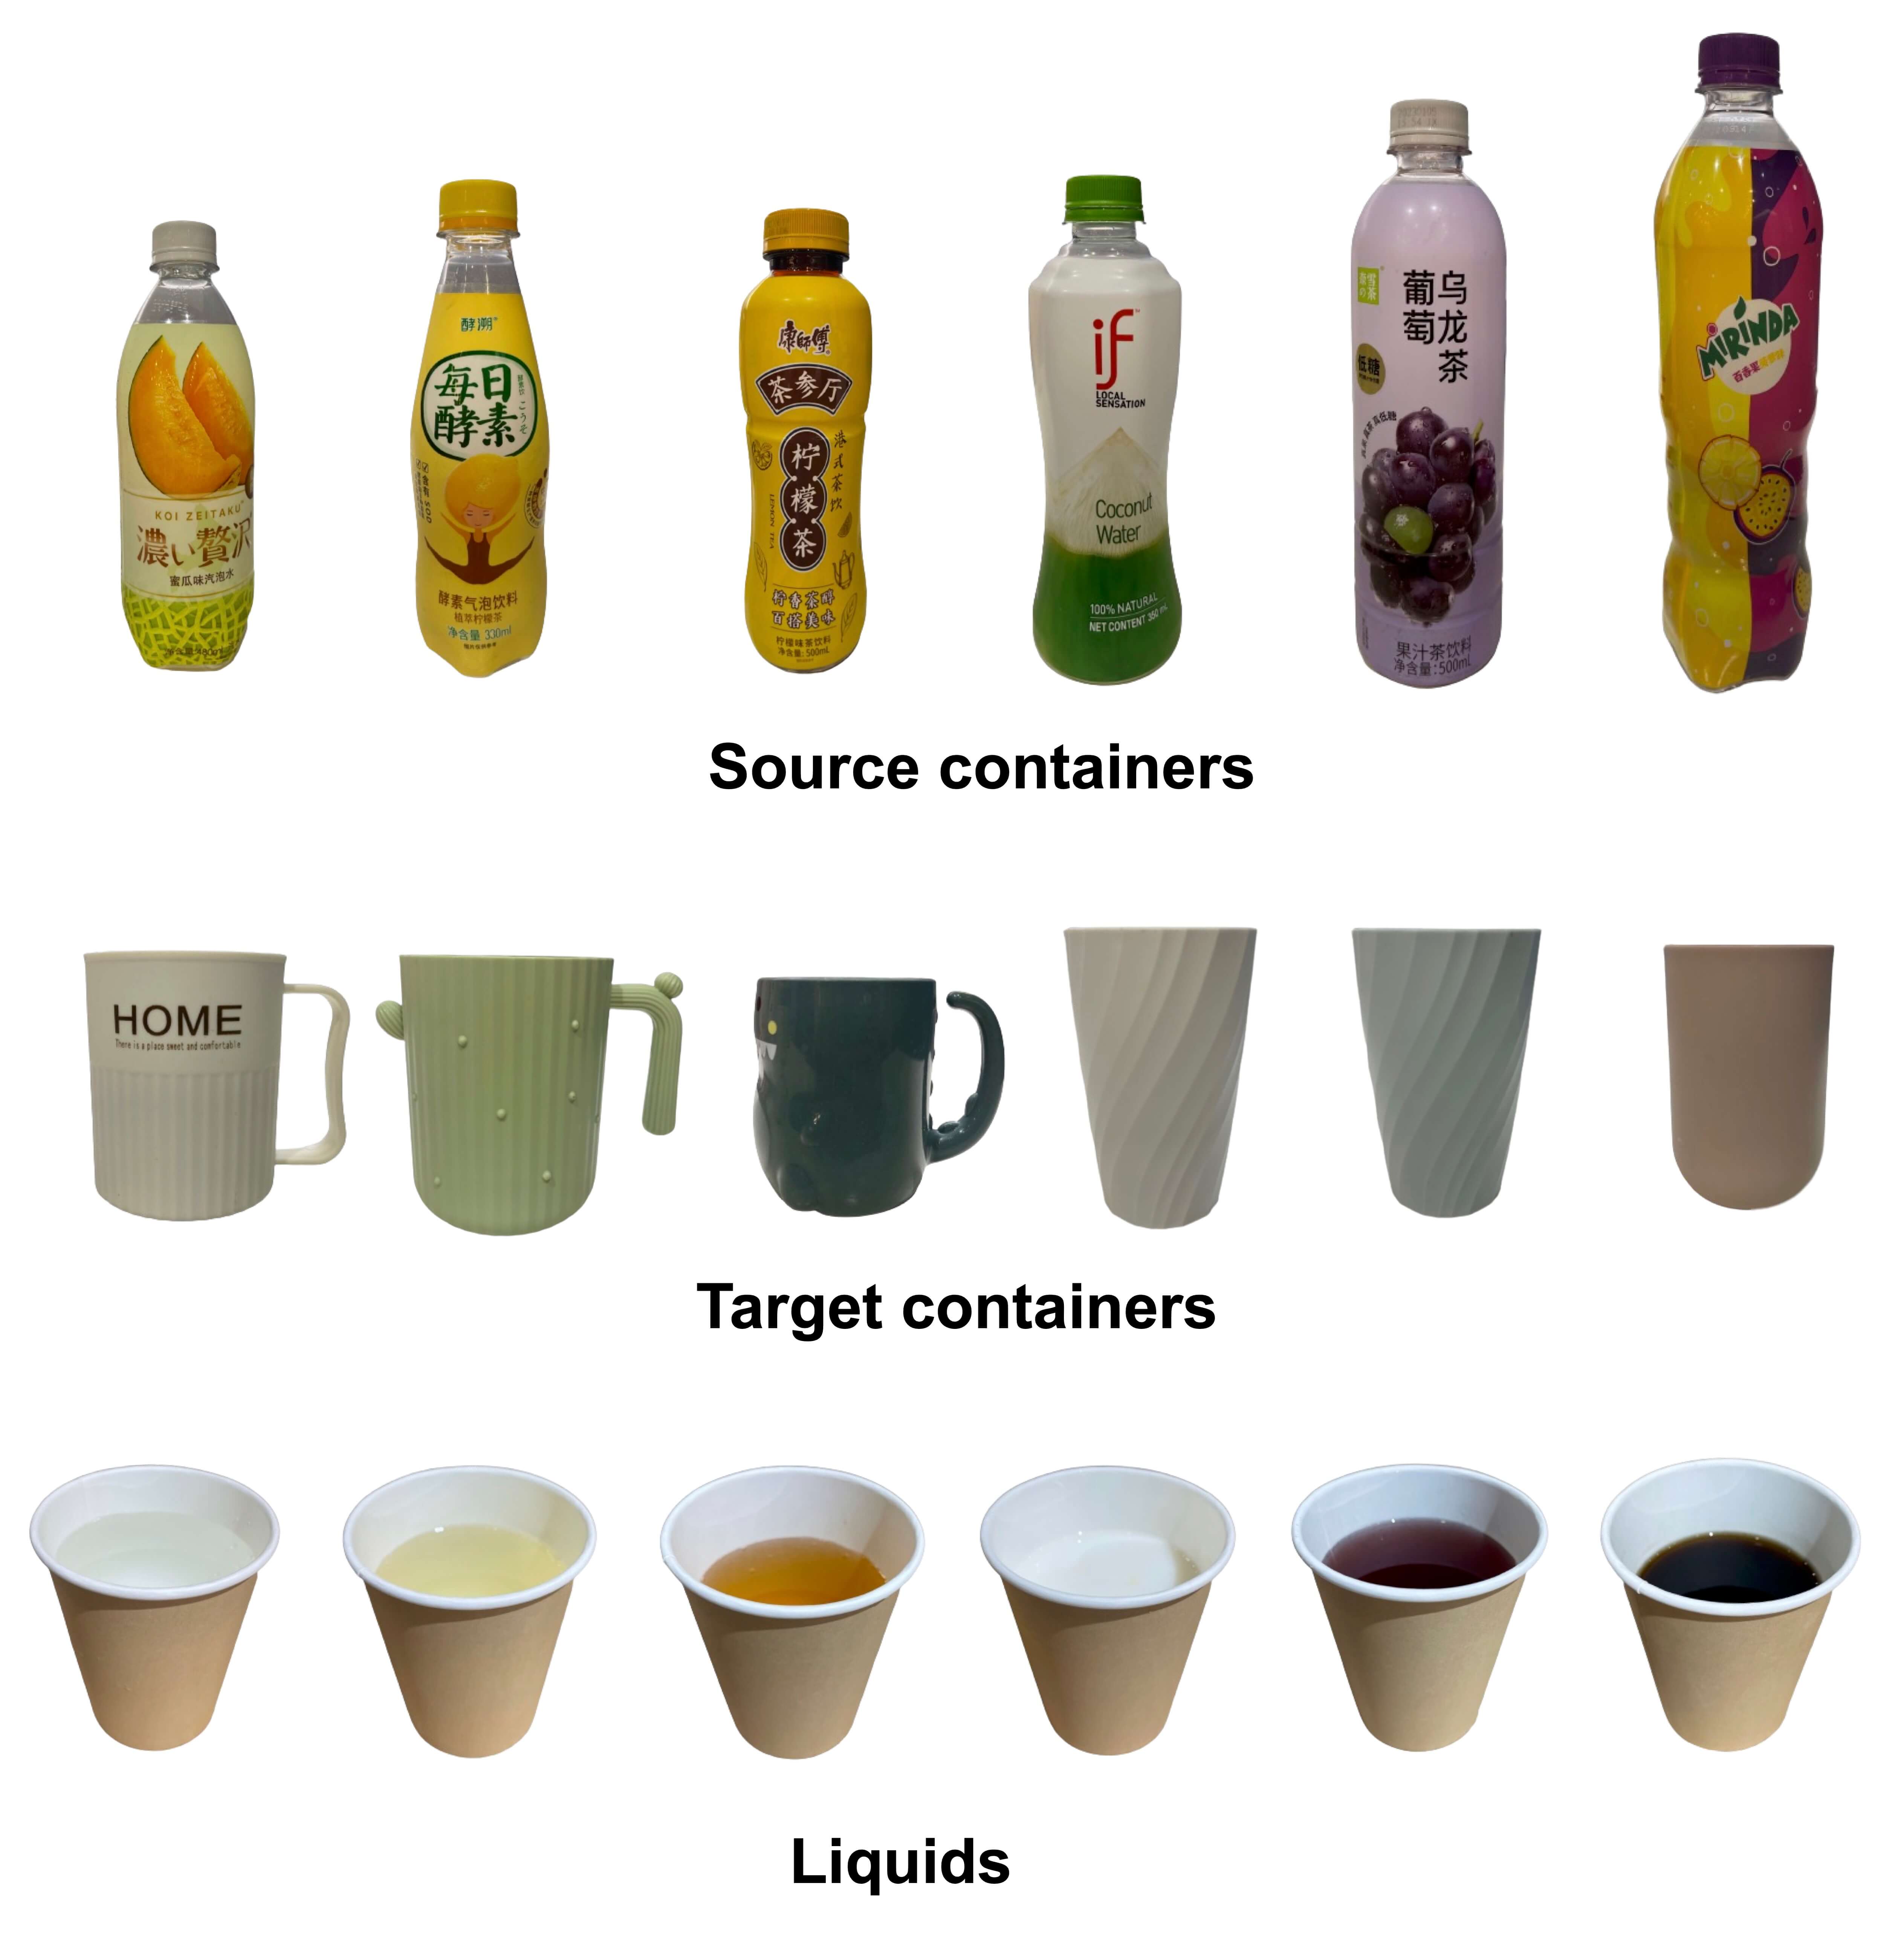 KOI ZEITAKU
濃い贅沢
蜜瓜味汽泡水
酵溯
每日
酵素
こうそ
酵素气泡饮料
植萃柠檬茶
净含量 330ml
康師傅
茶参厅
柠檬茶
港式茶饮
LEMON TEA
柠香茶醇
百搭美味
柠檬味茶饮料
净含量: 500mL
if
LOCAL
SENSATION
Coconut
Water
100% NATURAL
NET CONTENT 350 mL
葡萄
乌龙茶
低糖
果汁茶饮料
净含量:500mL
MIRINDA
百香果
Source containers
HOME
There is a place sweet and comfortable
Target containers
Liquids